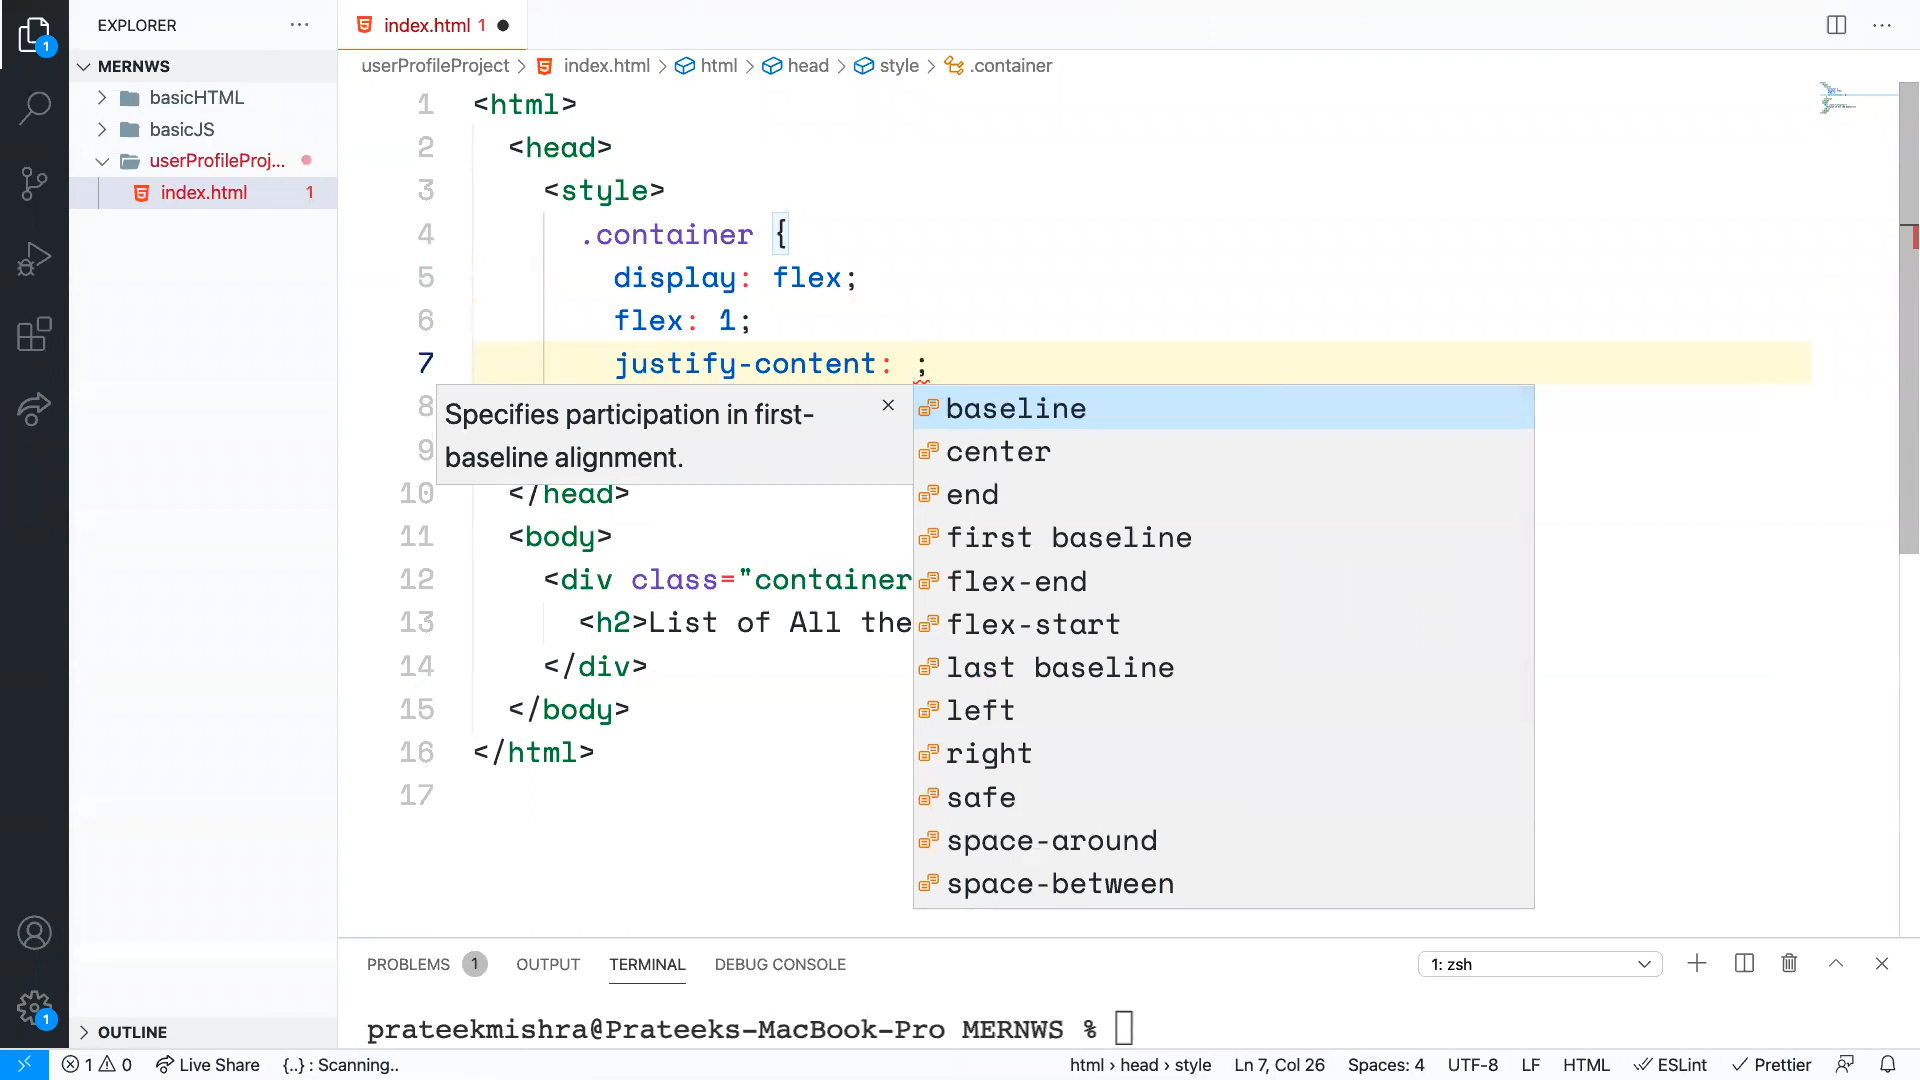 EXPLORER
index.html 1
MERNWS
userProfileProject > index.html > html > head > style > .container
basicHTML
basicJS
userProfileProj...
index.html 1
1 <html>
2 <head>
3 <style>
4 .container {
5 display: flex;
6 flex: 1;
7 justify-content: ;
8
9
Specifies participation in first-
baseline alignment.
baseline
center
end
first baseline
flex-end
flex-start
last baseline
left
right
safe
space-around
space-between
10 </head>
11 <body>
12 <div class="container
13 <h2>List of All the
14 </div>
15 </body>
16 </html>
17
PROBLEMS 1 OUTPUT TERMINAL DEBUG CONSOLE 1: zsh
OUTLINE
prateekmishra@Prateeks-MacBook-Pro MERNWS %
1 0 Live Share {..} : Scanning.. html › head › style Ln 7, Col 26 Spaces: 4 UTF-8 LF HTML ESLint Prettier
1
1